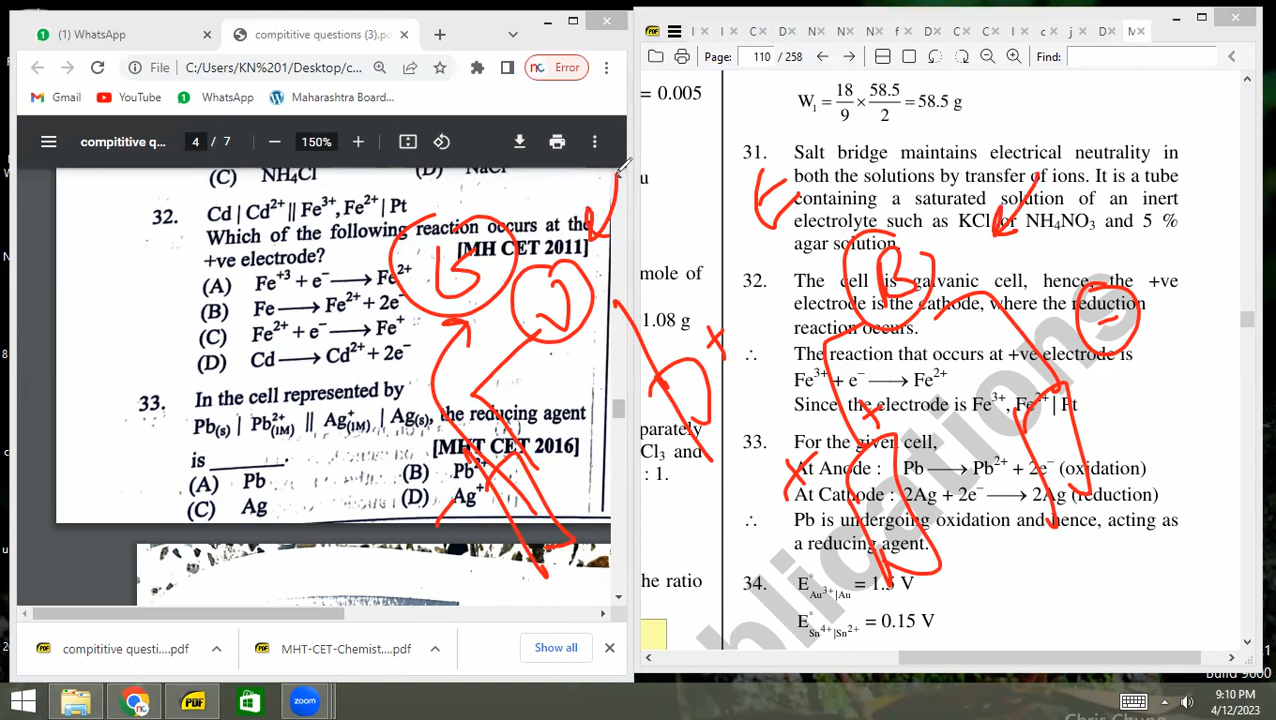 (1) WhatsApp
compititive questions (3).pdf
File C:/Users/KN%201/Desktop/c... Error
Gmail YouTube WhatsApp Maharashtra Board...
compititive q... 4 / 7 150%
(C) NH4Cl (D) NaCl
32. Cd | Cd²⁺ || Fe³⁺, Fe²⁺ | Pt
Which of the following reaction occurs at the
+ve electrode? [MH CET 2011]
(A) Fe⁺³ + e⁻ ⟶ Fe²⁺
(B) Fe ⟶ Fe²⁺ + 2e⁻
(C) Fe²⁺ + e⁻ ⟶ Fe⁺
(D) Cd ⟶ Cd²⁺ + 2e⁻
33. In the cell represented by
Pb(s) | Pb²⁺(1M) || Ag⁺(1M) | Ag(s), the reducing agent
[MHT CET 2016]
is ______.
(A) Pb (B) Pb²⁺
(C) Ag (D) Ag⁺
compititive questi....pdf
MHT-CET-Chemist....pdf
Show all
Page: 110 / 258 Find:
= 0.005
mole of
1.08 g
parately
Cl3 and
: 1.
he ratio
W1 = 18/9 × 58.5/2 = 58.5 g
31. Salt bridge maintains electrical neutrality in
both the solutions by transfer of ions. It is a tube
containing a saturated solution of an inert
electrolyte such as KCl or NH4NO3 and 5 %
agar solution.
32. The cell is galvanic cell, hence, the +ve
electrode is the cathode, where the reduction
reaction occurs.
∴ The reaction that occurs at +ve electrode is
Fe³⁺ + e⁻ ⟶ Fe²⁺
Since, the electrode is Fe³⁺, Fe²⁺ | Pt
33. For the given cell,
At Anode : Pb ⟶ Pb²⁺ + 2e⁻ (oxidation)
At Cathode : 2Ag + 2e⁻ ⟶ 2Ag (reduction)
∴ Pb is undergoing oxidation and hence, acting as
a reducing agent.
34. E°Au³⁺|Au = 1.5 V
E°Sn⁴⁺|Sn²⁺ = 0.15 V
blications
B
zoom
PDF
9:10 PM
4/12/2023